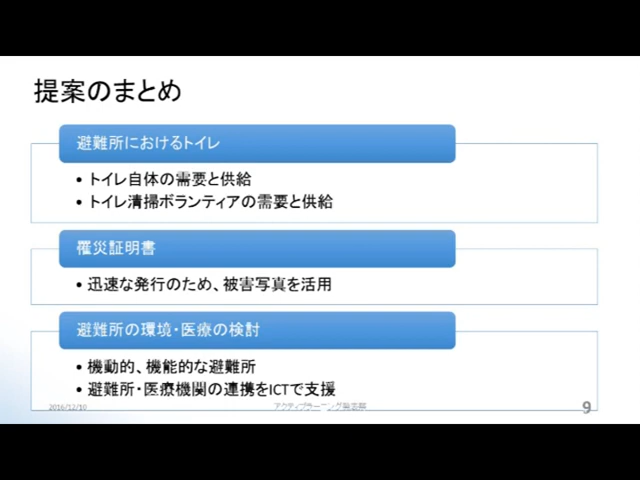 提案のまとめ
避難所におけるトイレ
• トイレ自体の需要と供給
• トイレ清掃ボランティアの需要と供給
罹災証明書
• 迅速な発行のため、被害写真を活用
避難所の環境・医療の検討
• 機動的、機能的な避難所
• 避難所・医療機関の連携をICTで支援
2016/12/10
アクティブラーニング
9